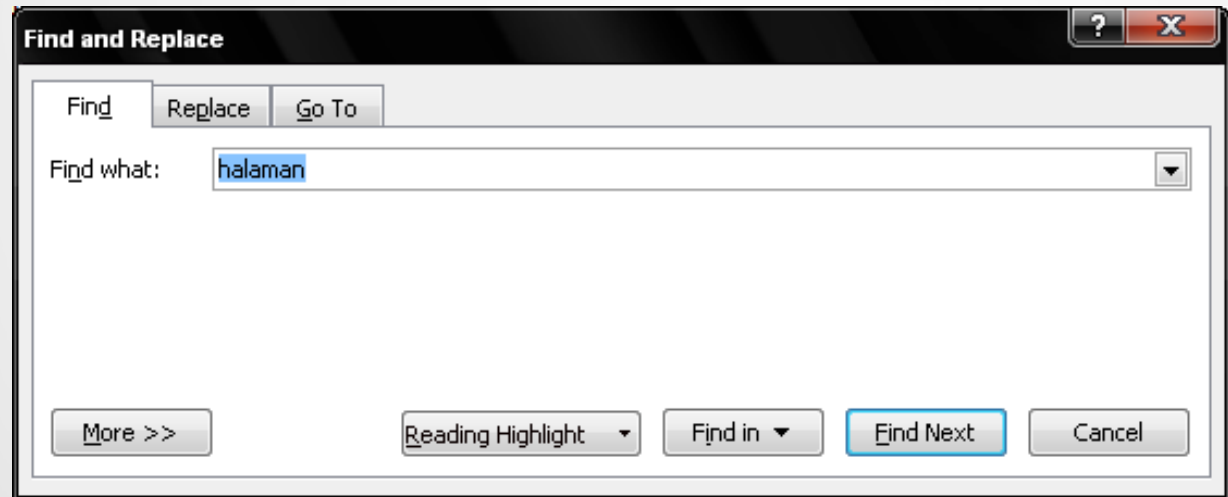 Find and Replace
?
Find Replace Go To
Find what: halaman
More >> Reading Highlight Find in Find Next Cancel